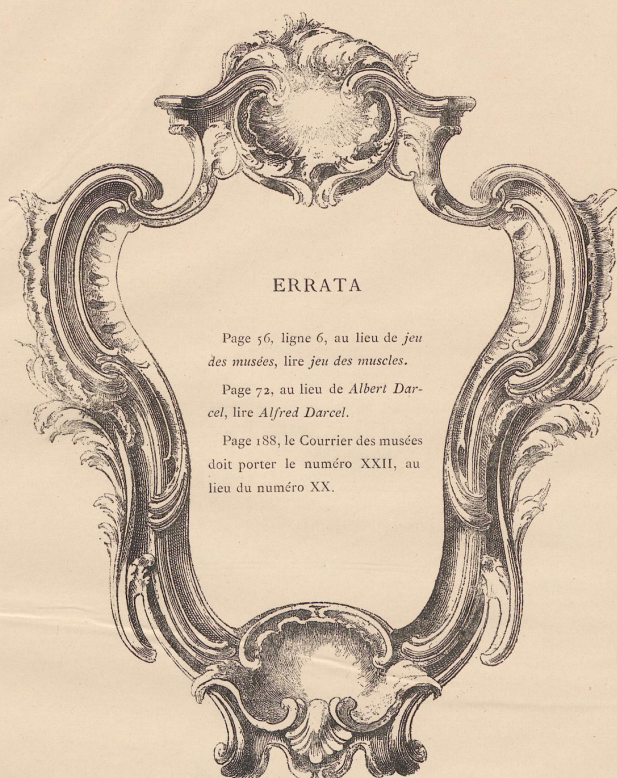 ERRATA
Page 56, ligne 6, au lieu de jeu
des musées, lire jeu des muscles.
Page 72, au lieu de Albert Dar-
cel, lire Alfred Darcel.
Page 188, le Courrier des musées
doit porter le numéro XXII, au
lieu du numéro XX.